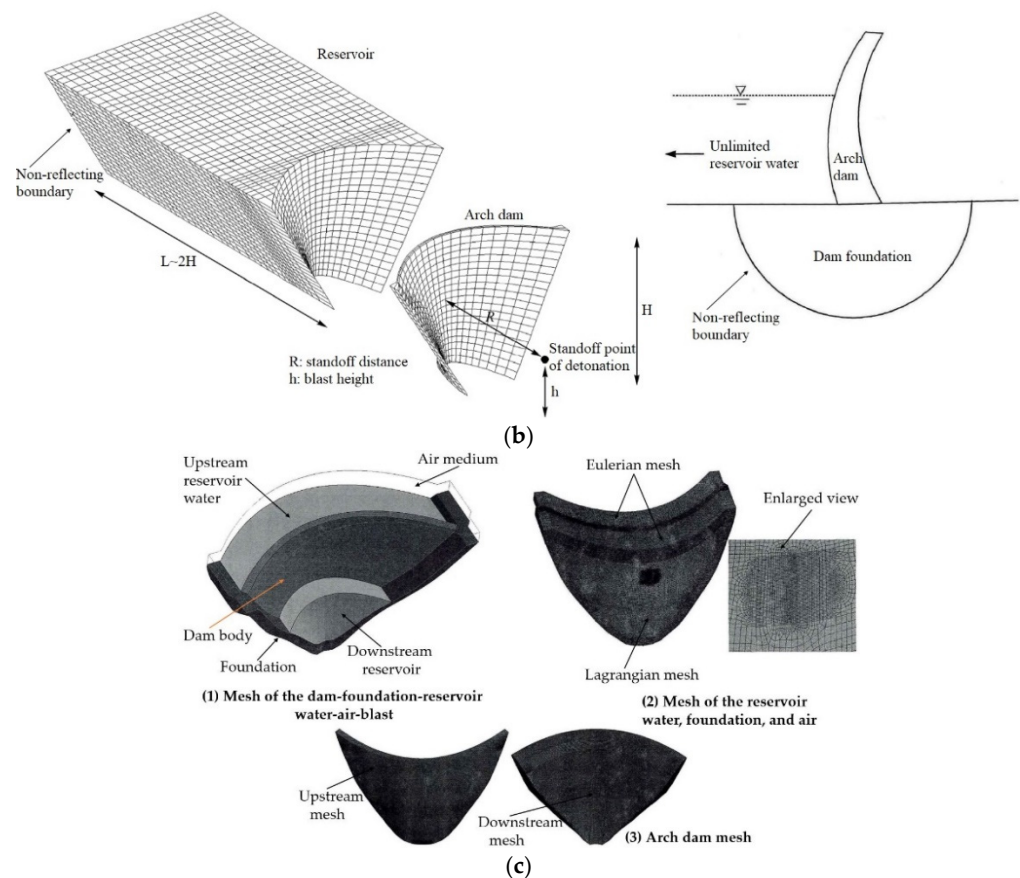 Reservoir
Non-reflecting
boundary
L~2H
Arch dam
R
H
R: standoff distance
h: blast height
Standoff point
of detonation
h
Unlimited
reservoir water
Arch
dam
Dam foundation
Non-reflecting
boundary
(b)
Upstream
reservoir
water
Air medium
Dam body
Foundation
Downstream
reservoir
(1) Mesh of the dam-foundation-reservoir
water-air-blast
Eulerian mesh
Enlarged view
Lagrangian mesh
(2) Mesh of the reservoir
water, foundation, and air
Upstream
mesh
Downstream
mesh
(3) Arch dam mesh
(c)